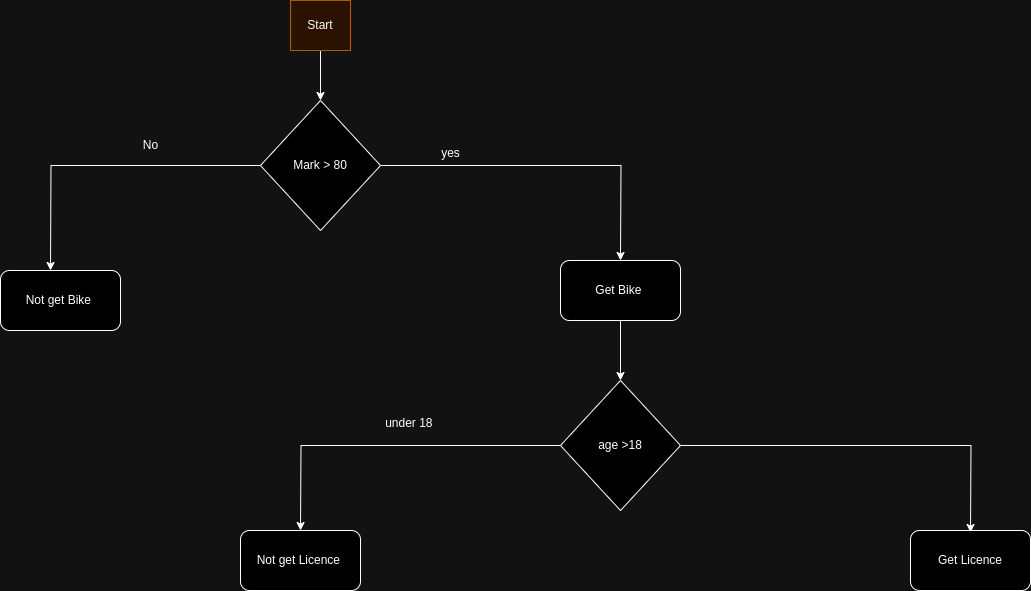 Start
No
yes
Mark > 80
Not get Bike
Get Bike
under 18
age >18
Not get Licence
Get Licence